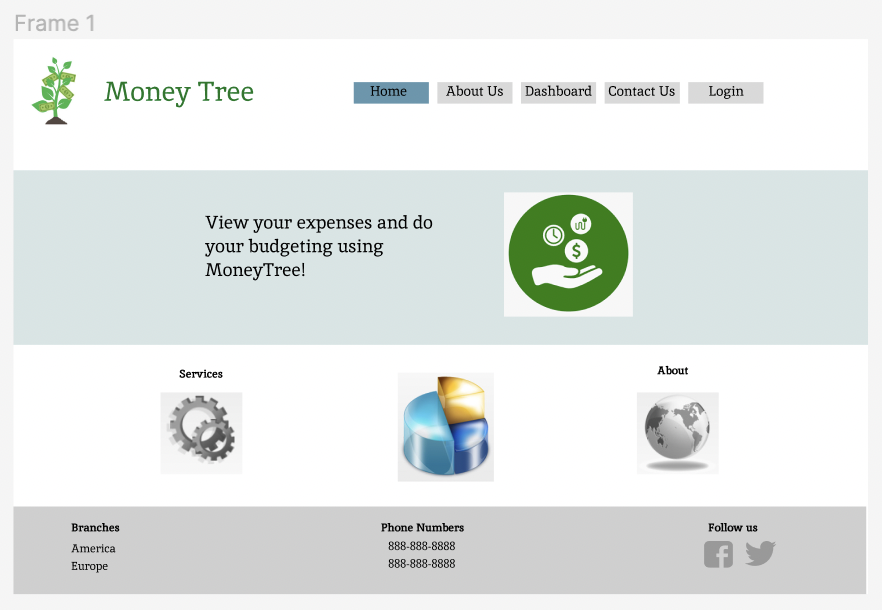 Frame 1
Money Tree
Home About Us Dashboard Contact Us Login
View your expenses and do
your budgeting using
MoneyTree!
$
Services
About
Branches
America
Europe
Phone Numbers
888-888-8888
888-888-8888
Follow us